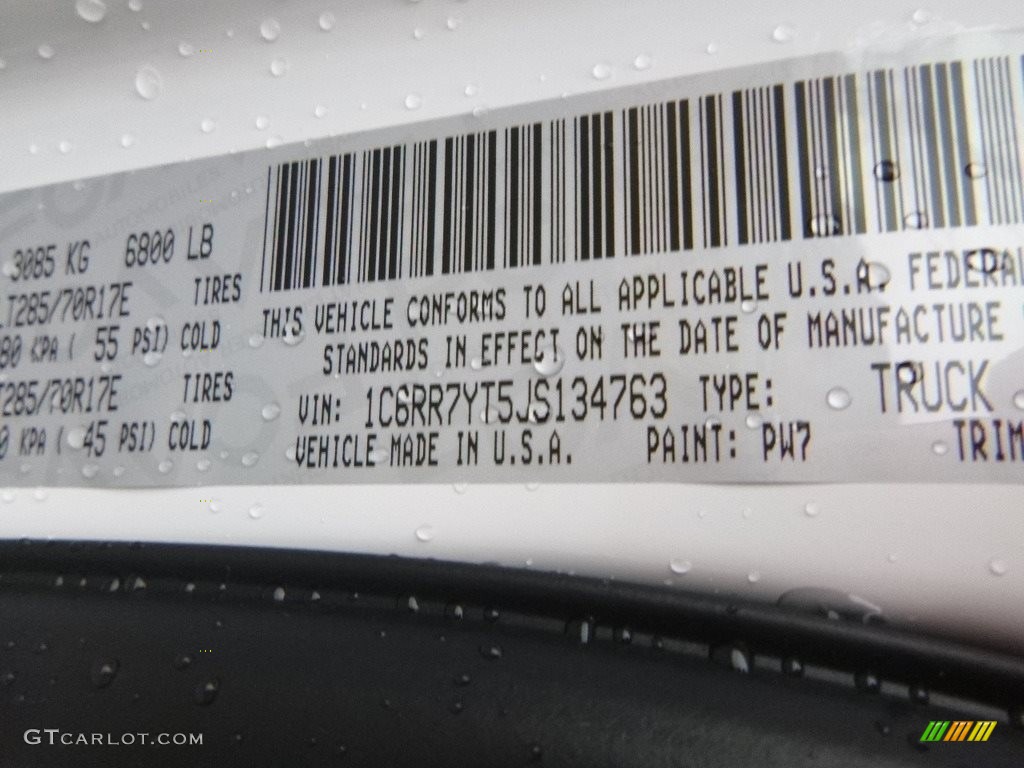 3085 KG 6800 LB
LT285/70R17E TIRES
80 KPA ( 55 PSI) COLD
T285/70R17E TIRES
0 KPA ( 45 PSI) COLD
THIS VEHICLE CONFORMS TO ALL APPLICABLE U.S.A. FEDERAL
STANDARDS IN EFFECT ON THE DATE OF MANUFACTURE
VIN: 1C6RR7YT5JS134763 TYPE: TRUCK
VEHICLE MADE IN U.S.A. PAINT: PW7 TRIM
GTCARLOT.COM